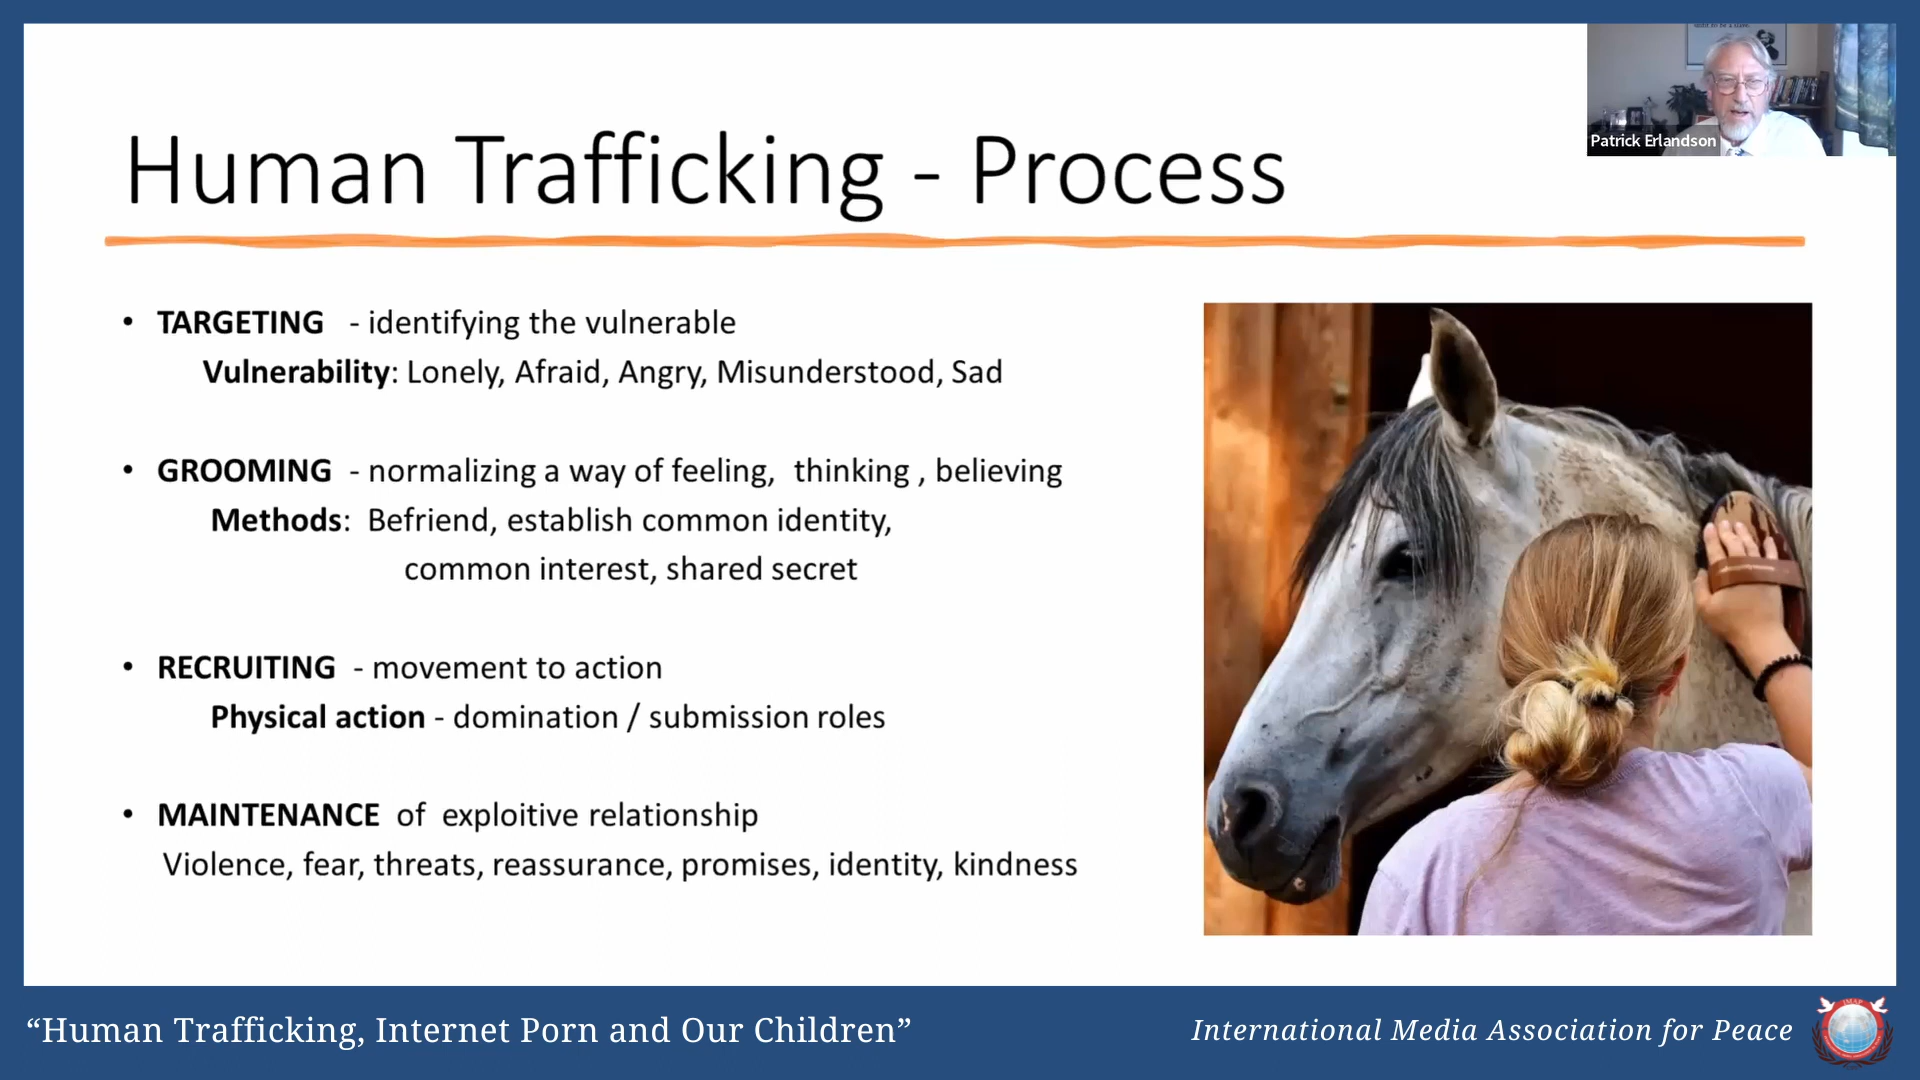 Patrick Erlandson
Human Trafficking - Process
• TARGETING - identifying the vulnerable
Vulnerability: Lonely, Afraid, Angry, Misunderstood, Sad
• GROOMING - normalizing a way of feeling, thinking , believing
Methods: Befriend, establish common identity,
common interest, shared secret
• RECRUITING - movement to action
Physical action - domination / submission roles
• MAINTENANCE of exploitive relationship
Violence, fear, threats, reassurance, promises, identity, kindness
“Human Trafficking, Internet Porn and Our Children”
International Media Association for Peace